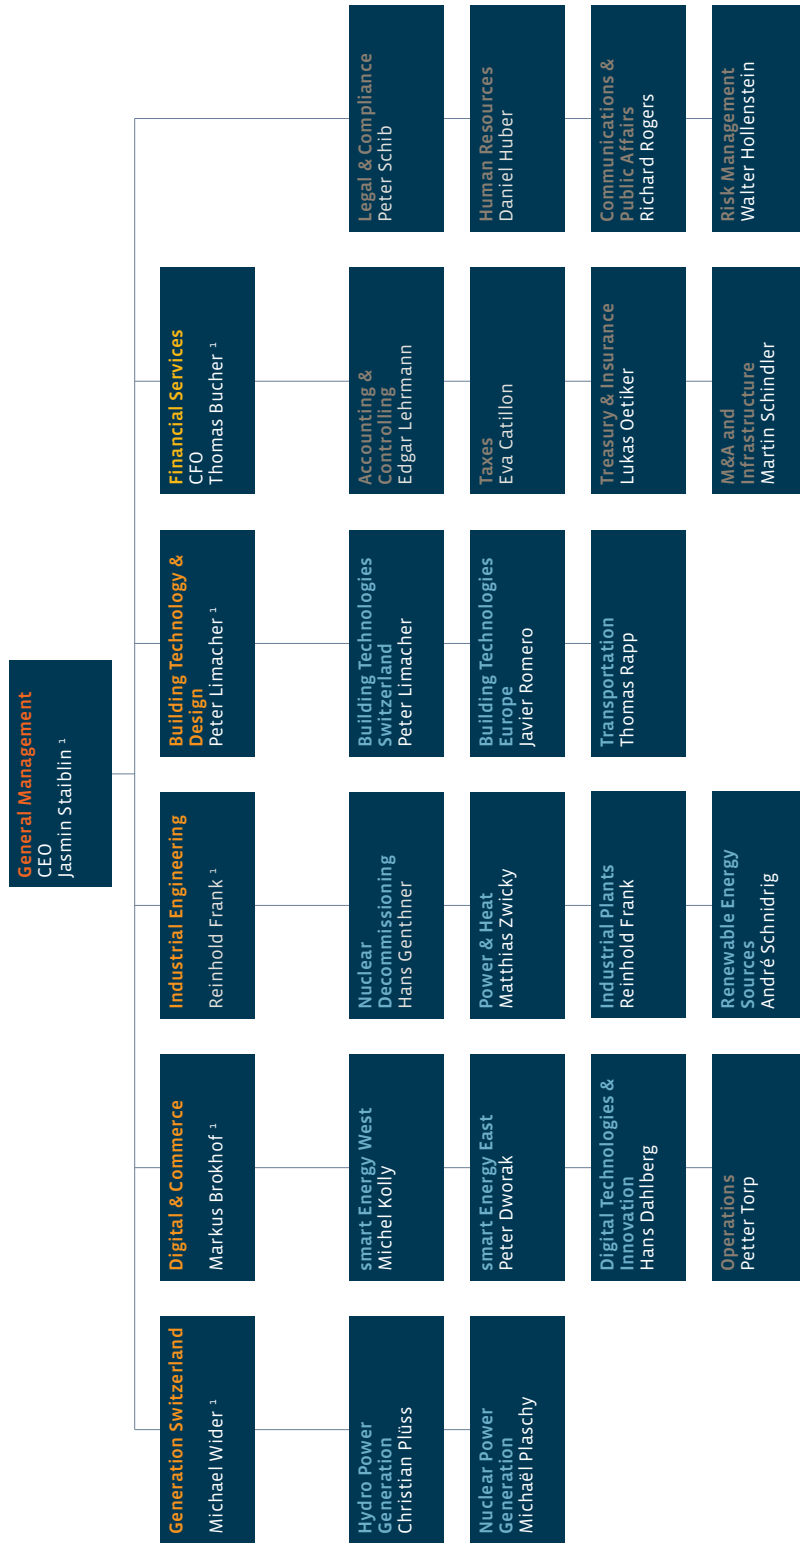 General Management
CEO
Jasmin Staiblin ¹
Generation Switzerland
Michael Wider ¹
Digital & Commerce
Markus Brokhof ¹
Industrial Engineering
Reinhold Frank ¹
Building Technology &
Design
Peter Limacher ¹
Financial Services
CFO
Thomas Bucher ¹
Hydro Power
Generation
Christian Plüss
smart Energy West
Michel Kolly
Nuclear
Decommissioning
Hans Genthner
Building Technologies
Switzerland
Peter Limacher
Accounting &
Controlling
Edgar Lehrmann
Legal & Compliance
Peter Schib
Nuclear Power
Generation
Michaël Plaschy
smart Energy East
Peter Dworak
Power & Heat
Matthias Zwicky
Building Technologies
Europe
Javier Romero
Taxes
Eva Catillon
Human Resources
Daniel Huber
Digital Technologies &
Innovation
Hans Dahlberg
Industrial Plants
Reinhold Frank
Transportation
Thomas Rapp
Treasury & Insurance
Lukas Oetiker
Communications &
Public Affairs
Richard Rogers
Operations
Petter Torp
Renewable Energy
Sources
André Schnidrig
M&A and
Infrastructure
Martin Schindler
Risk Management
Walter Hollenstein